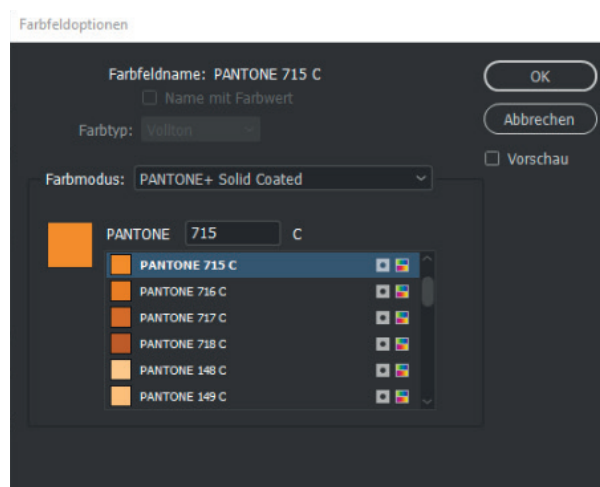 Farbfeldoptionen
Farbfeldname: PANTONE 715 C
Name mit Farbwert
Farbtyp: Vollton
Farbmodus: PANTONE+ Solid Coated
PANTONE 715 C
PANTONE 715 C
PANTONE 716 C
PANTONE 717 C
PANTONE 718 C
PANTONE 148 C
PANTONE 149 C
OK
Abbrechen
Vorschau